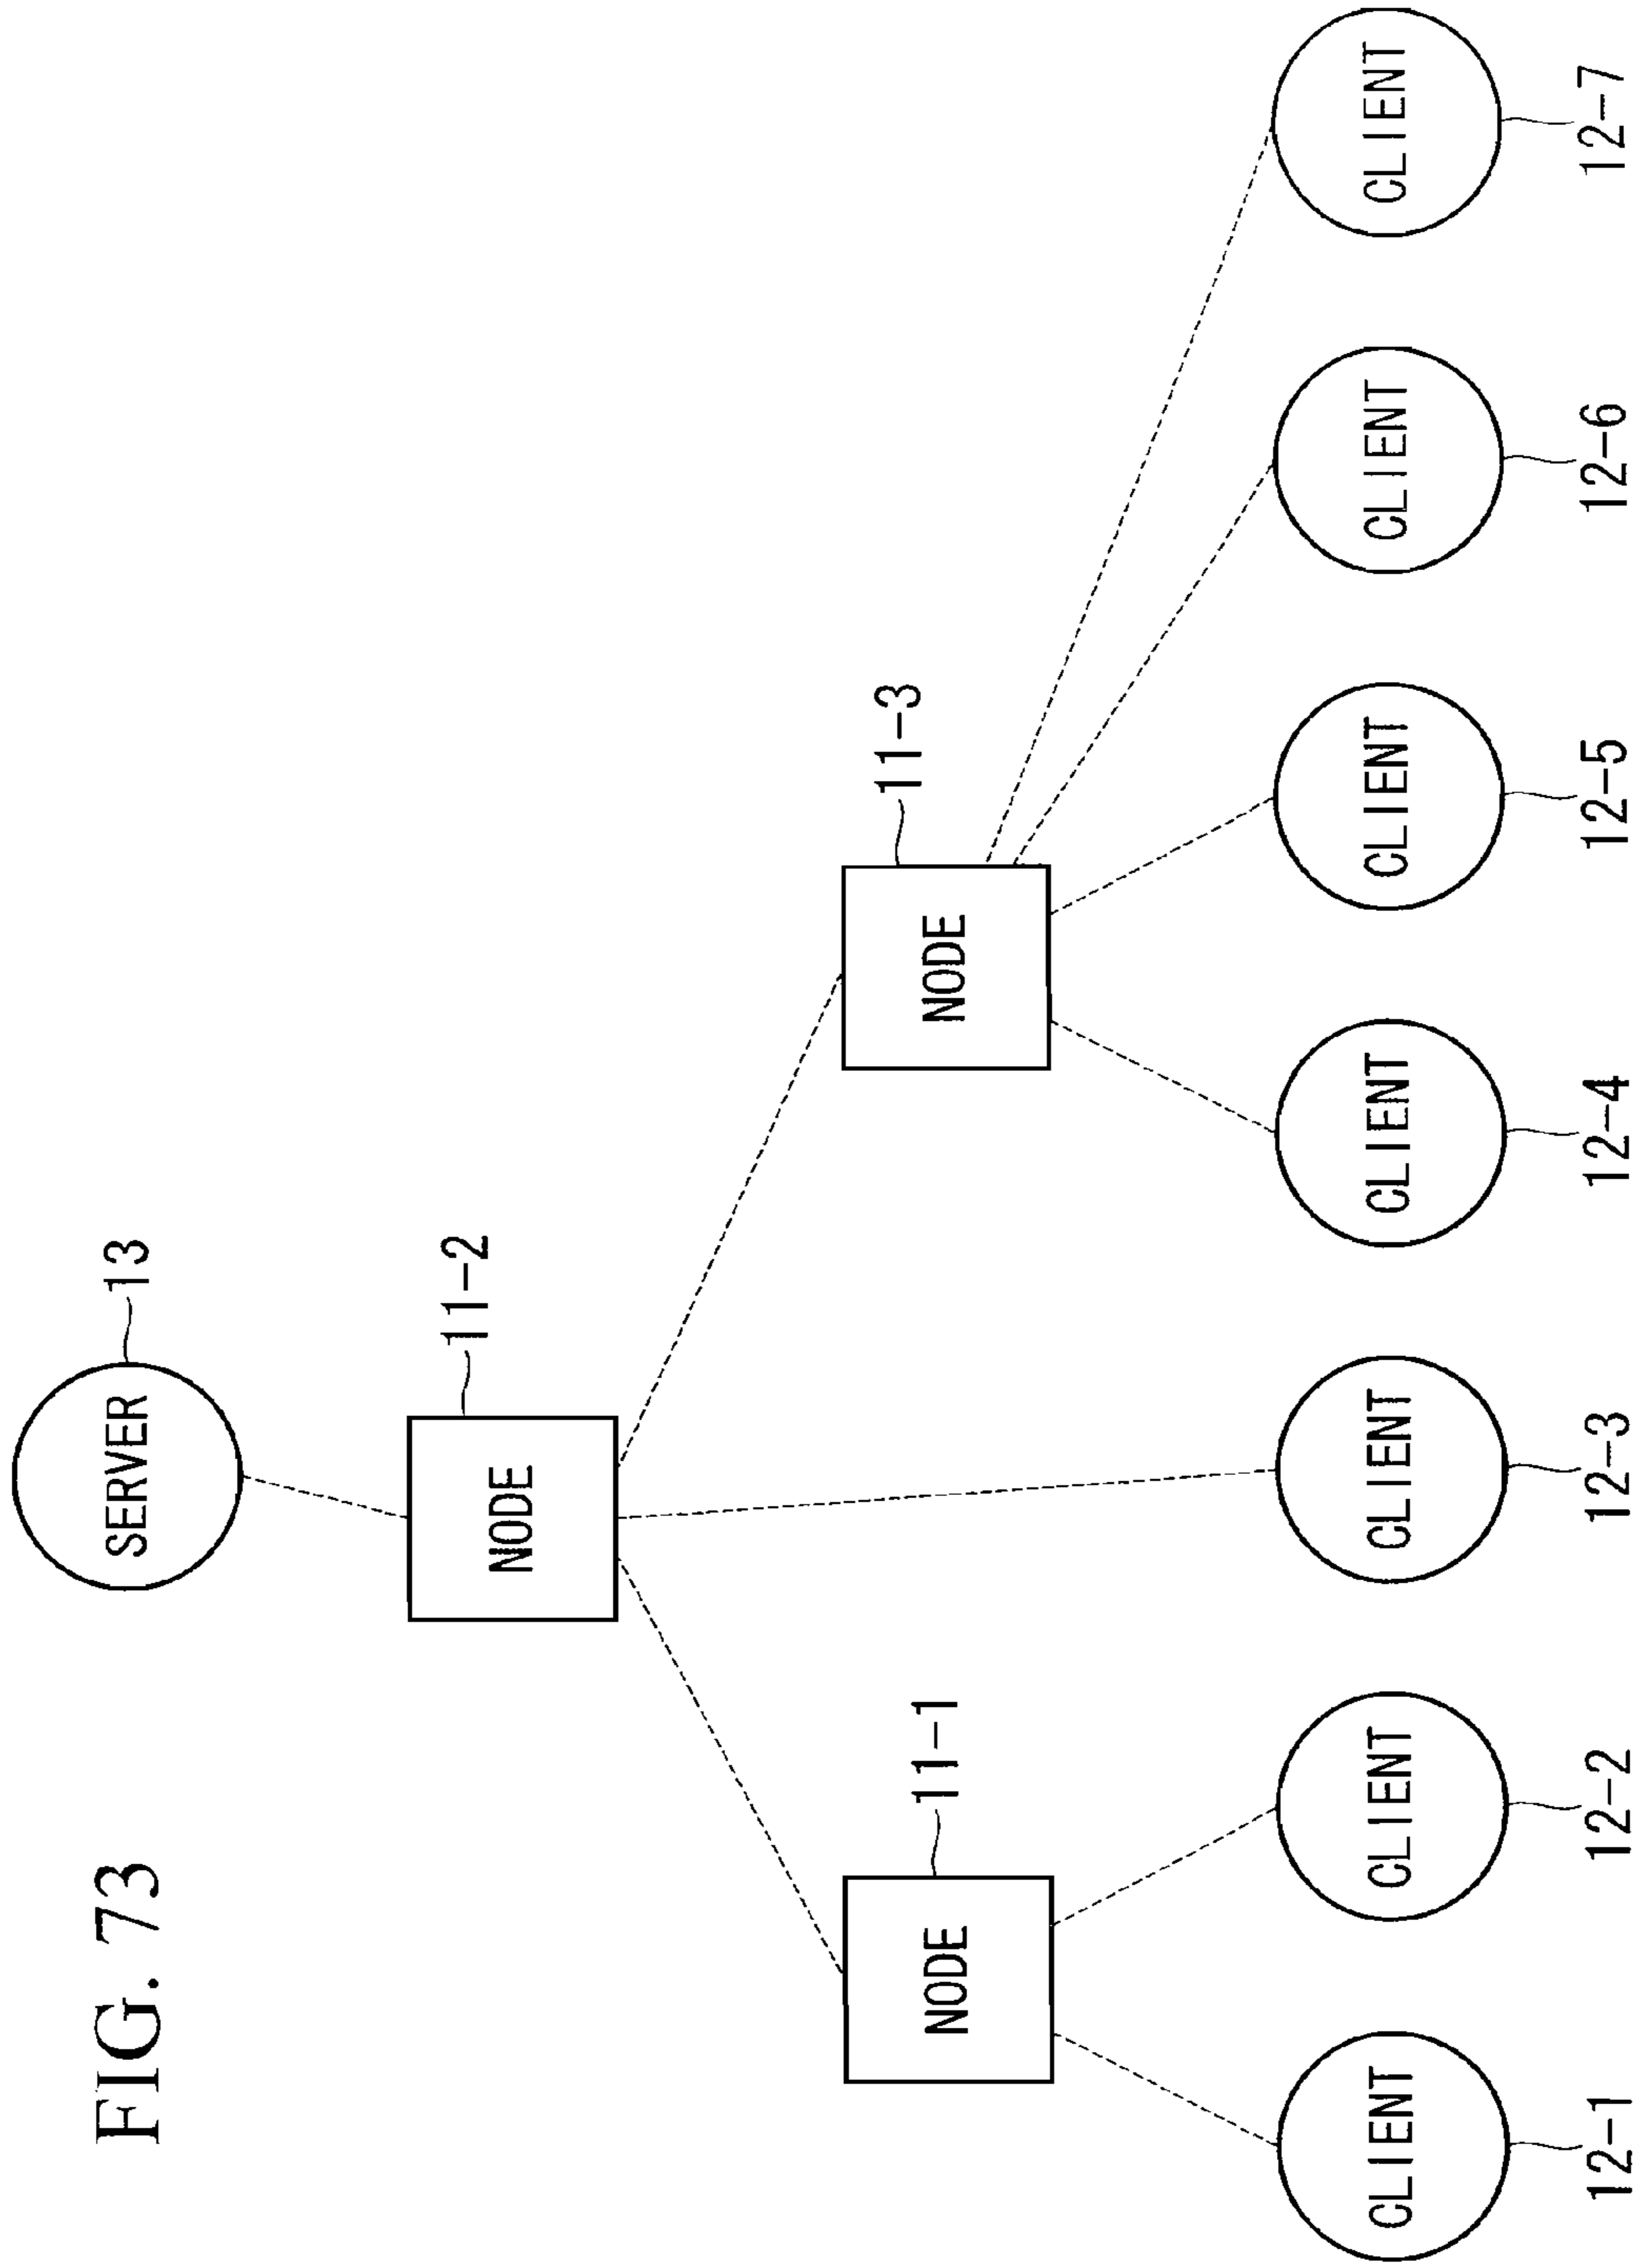 FIG. 73
SERVER
13
NODE
11-2
NODE
11-1
NODE
11-3
CLIENT
CLIENT
CLIENT
CLIENT
CLIENT
CLIENT
CLIENT
12-1
12-2
12-3
12-4
12-5
12-6
12-7